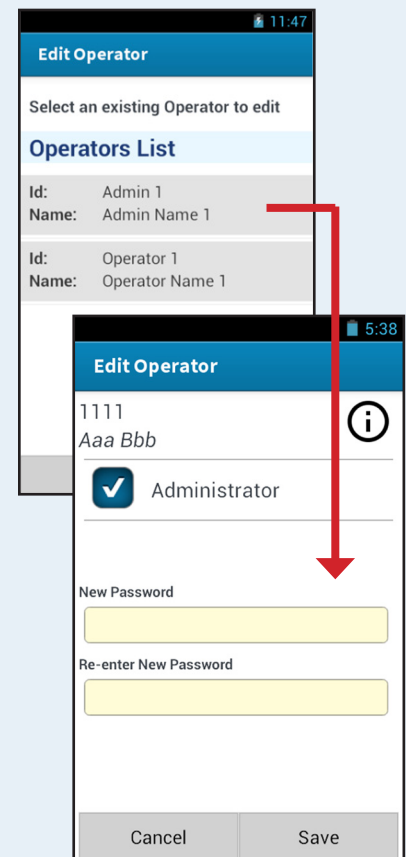 11:47
Edit Operator
Select an existing Operator to edit
Operators List
Id: Admin 1
Name: Admin Name 1
Id: Operator 1
Name: Operator Name 1
5:38
Edit Operator
1111
Aaa Bbb
Administrator
New Password
Re-enter New Password
Cancel Save